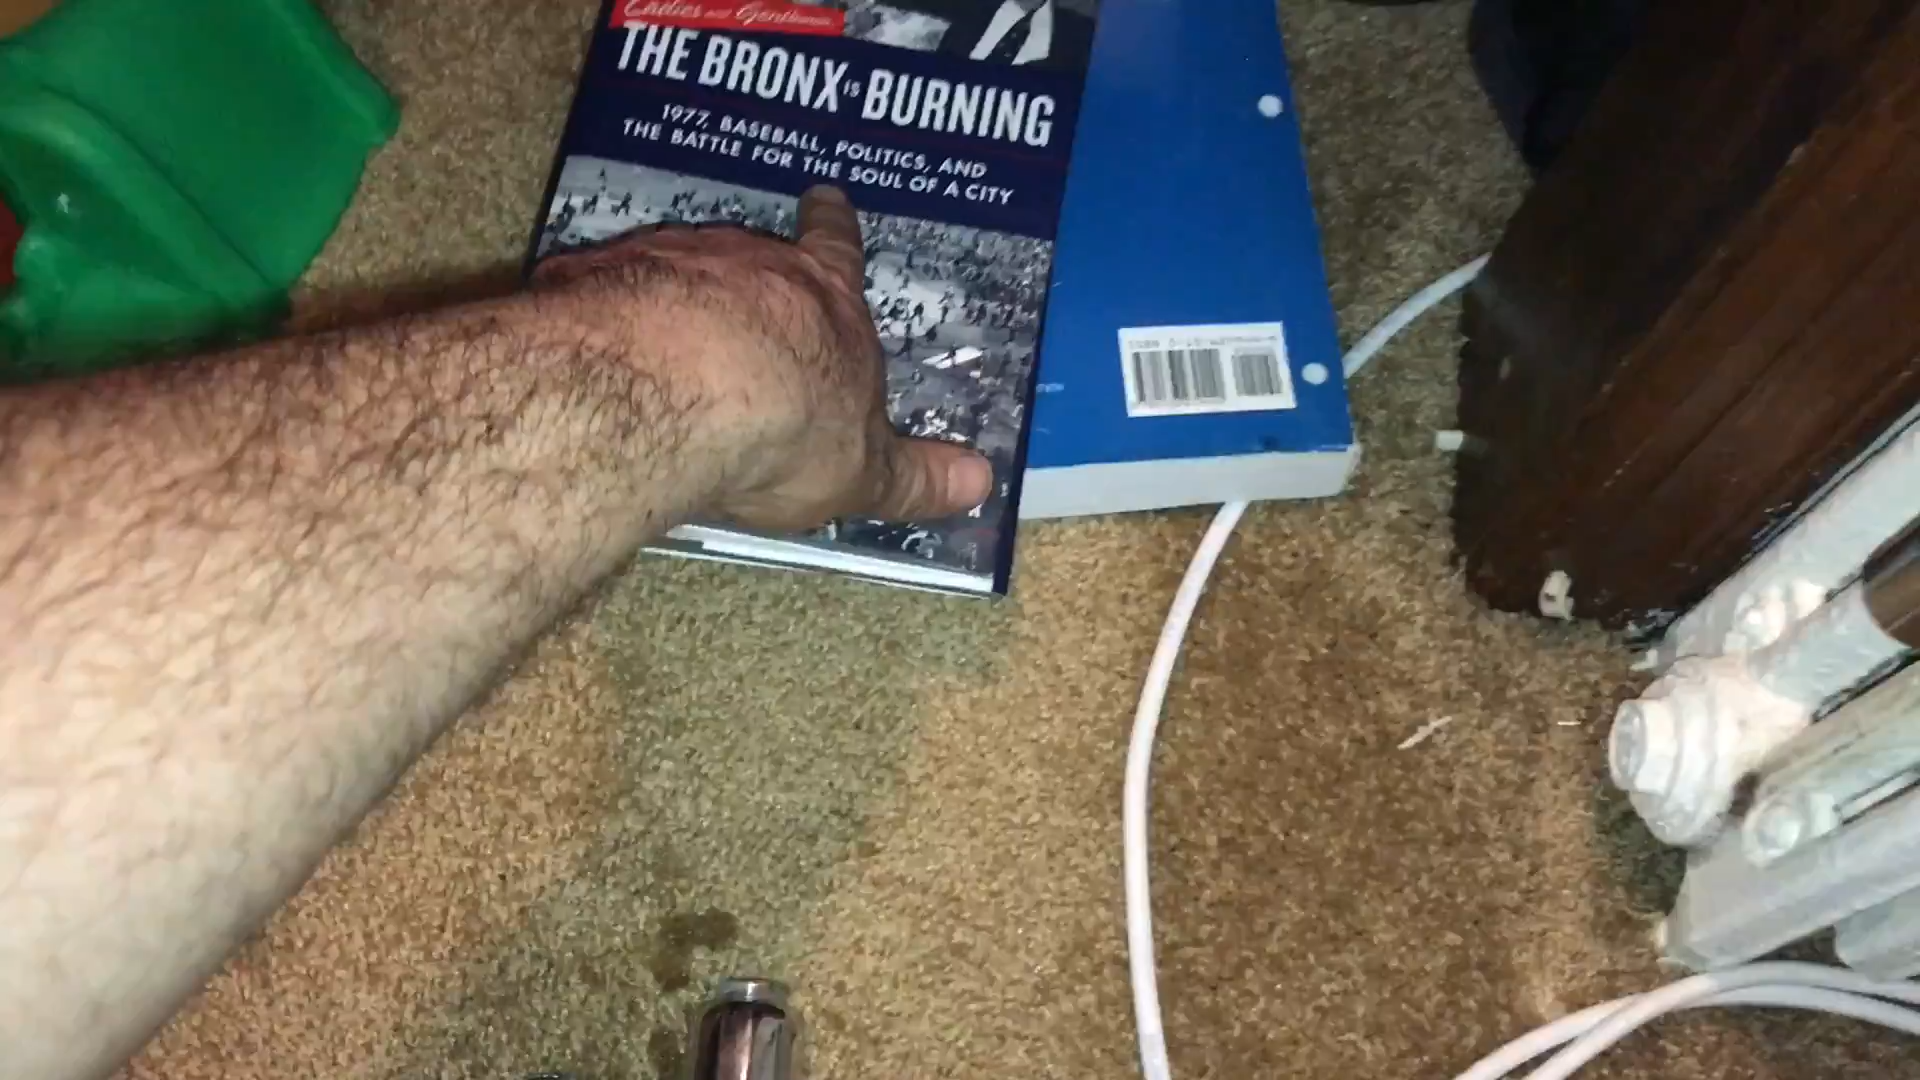 Ladies and Gentlemen
THE BRONX IS BURNING
1977, BASEBALL, POLITICS, AND
THE BATTLE FOR THE SOUL OF A CITY